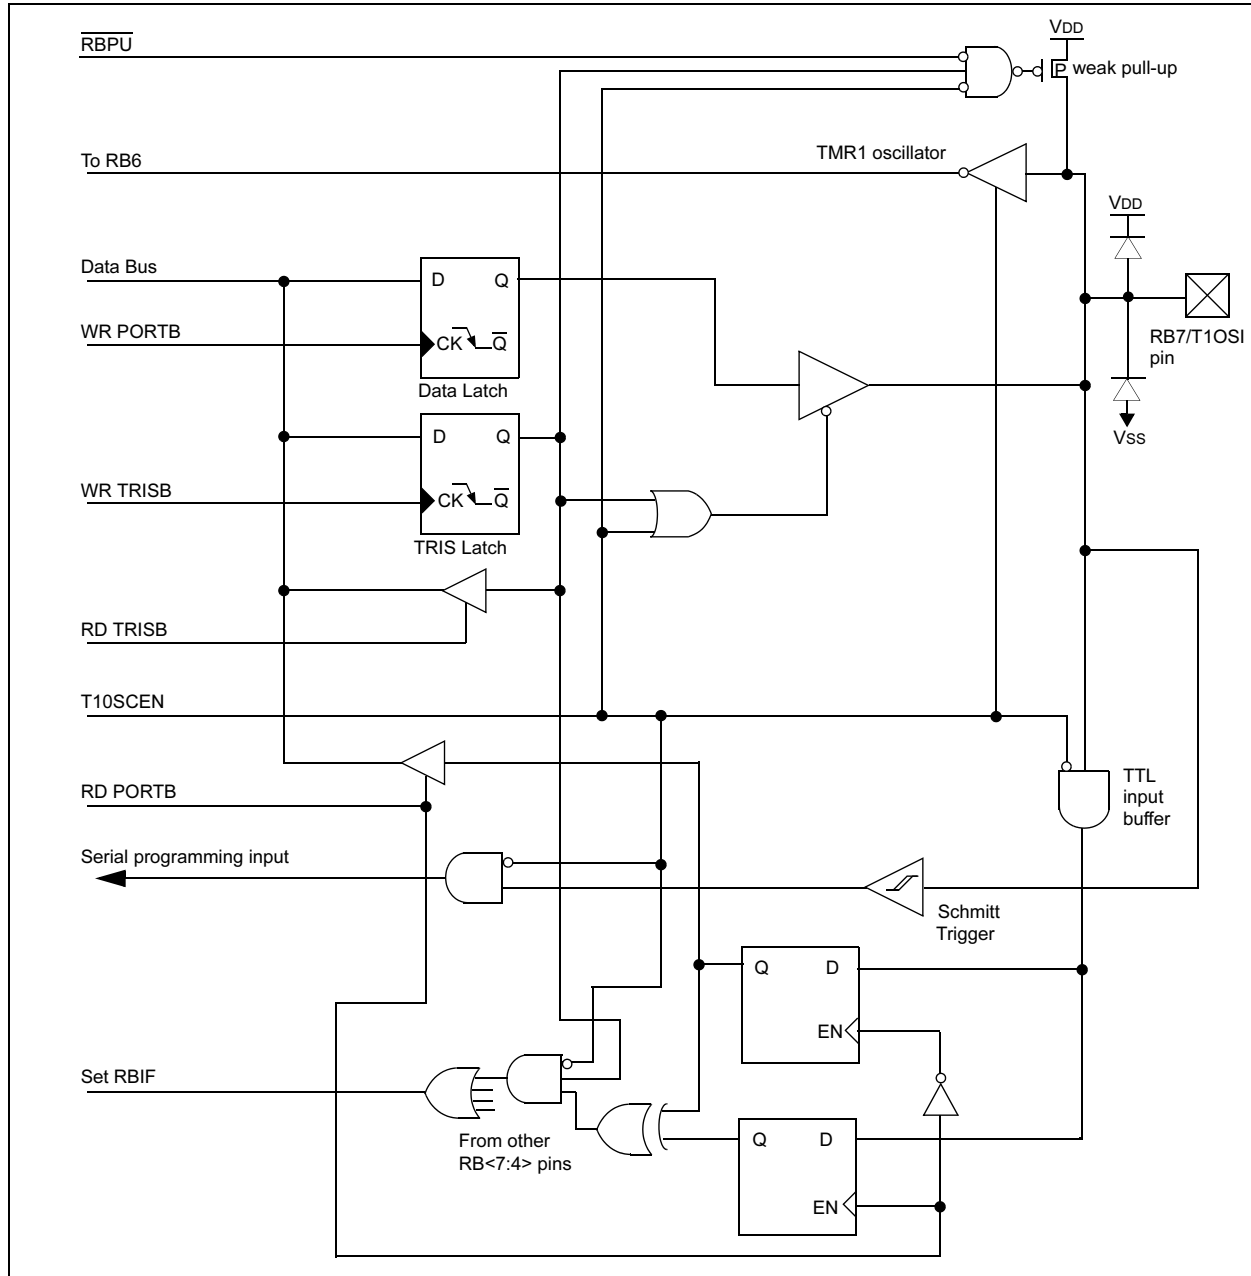 VDD
RBPU
P weak pull-up
To RB6
TMR1 oscillator
VDD
Data Bus
D Q
WR PORTB
CK Q
RB7/T1OSI
pin
Data Latch
VSS
D Q
WR TRISB
CK Q
TRIS Latch
RD TRISB
T10SCEN
RD PORTB
TTL
input
buffer
Serial programming input
Schmitt
Trigger
Q D
EN
Set RBIF
From other
RB<7:4> pins
Q D
EN